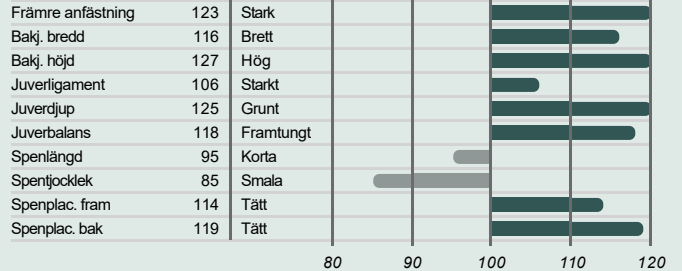 Främre anfästning 123 Stark
Bakj. bredd 116 Brett
Bakj. höjd 127 Hög
Juverligament 106 Starkt
Juverdjup 125 Grunt
Juverbalans 118 Framtungt
Spenlängd 95 Korta
Spentjocklek 85 Smala
Spenplac. fram 114 Tätt
Spenplac. bak 119 Tätt
80 90 100 110 120